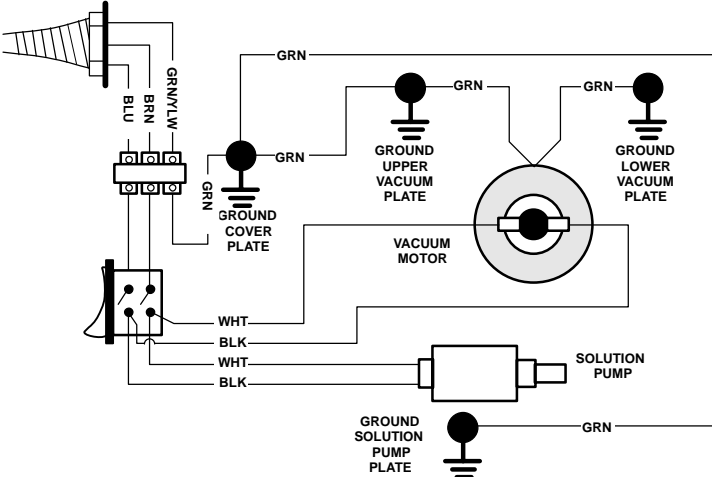 GRN
BLU
BRN
GRN/YLW
GRN
GRN
GRN
GROUND
UPPER
VACUUM
PLATE
GROUND
LOWER
VACUUM
PLATE
GRN
GRN
GROUND
COVER
PLATE
VACUUM
MOTOR
WHT
BLK
WHT
BLK
SOLUTION
PUMP
GROUND
SOLUTION
PUMP
PLATE
GRN